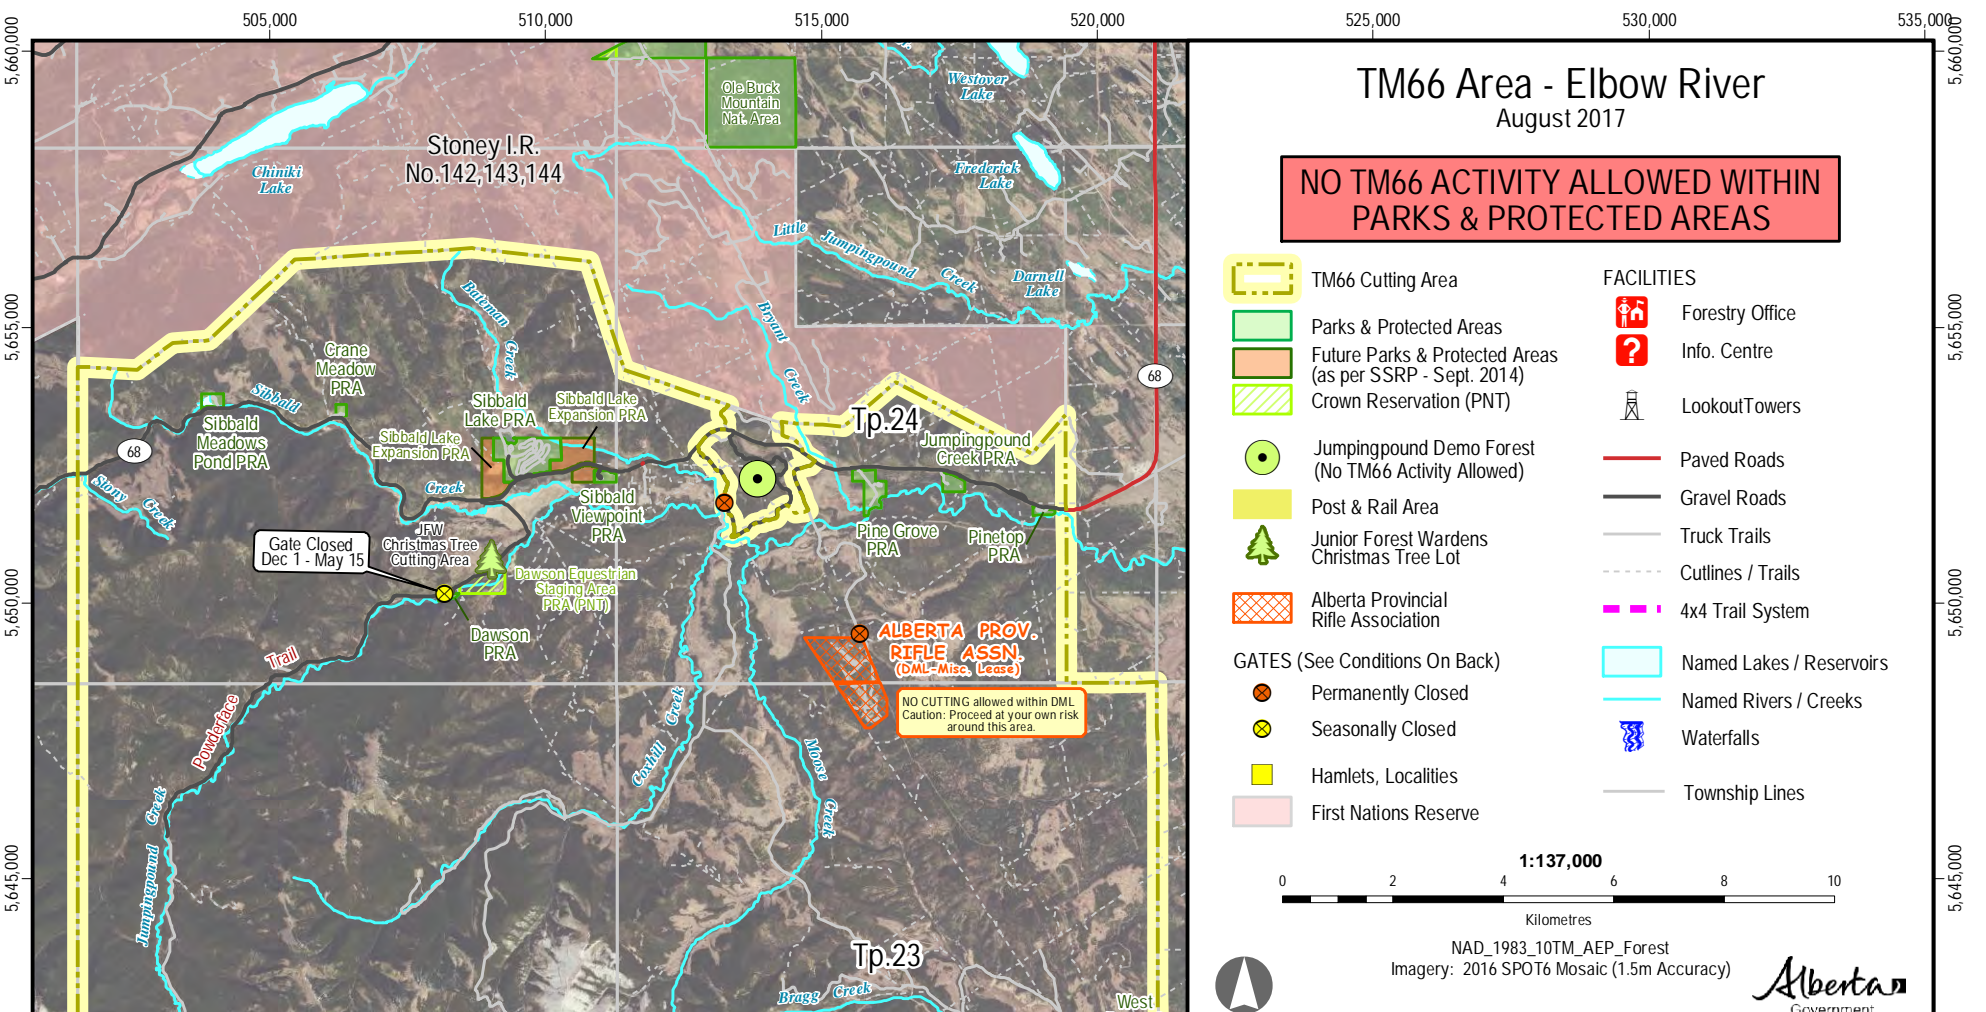 505,000
510,000
515,000
520,000
525,000
530,000
535,000
5,660,000
5,655,000
5,650,000
5,645,000
5,660,000
5,655,000
5,650,000
5,645,000
Ole Buck
Mountain
Nat. Area
Westover
Lake
Stoney I.R.
No.142,143,144
Chiniki
Lake
Frederick
Lake
Little
Jumpingpound
Creek
Darnell
Lake
Bateman
Creek
Bryant
Creek
Crane
Meadow
PRA
Sibbald
Sibbald
Meadows
Pond PRA
68
Stony
Creek
Sibbald
Lake PRA
Sibbald Lake
Expansion PRA
Sibbald Lake
Expansion PRA
Creek
Sibbald
Viewpoint
PRA
Tp.24
Jumpingpound
Creek PRA
68
Pine Grove
PRA
Pinetop
PRA
Gate Closed
Dec 1 - May 15
JFW
Christmas Tree
Cutting Area
Dawson Equestrian
Staging Area
PRA (PNT)
Dawson
PRA
Trail
Powderface
ALBERTA PROV.
RIFLE ASSN.
(DML-Misc. Lease)
NO CUTTING allowed within DML
Caution: Proceed at your own risk
around this area.
Coxhill
Creek
Moose
Creek
Jumpingpound
Creek
Tp.23
Bragg Creek
West
TM66 Area - Elbow River
August 2017
NO TM66 ACTIVITY ALLOWED WITHIN
PARKS & PROTECTED AREAS
TM66 Cutting Area
Parks & Protected Areas
Future Parks & Protected Areas
(as per SSRP - Sept. 2014)
Crown Reservation (PNT)
Jumpingpound Demo Forest
(No TM66 Activity Allowed)
Post & Rail Area
Junior Forest Wardens
Christmas Tree Lot
Alberta Provincial
Rifle Association
GATES (See Conditions On Back)
Permanently Closed
Seasonally Closed
Hamlets, Localities
First Nations Reserve
FACILITIES
Forestry Office
? Info. Centre
LookoutTowers
Paved Roads
Gravel Roads
Truck Trails
Cutlines / Trails
4x4 Trail System
Named Lakes / Reservoirs
Named Rivers / Creeks
Waterfalls
Township Lines
1:137,000
0 2 4 6 8 10
Kilometres
NAD_1983_10TM_AEP_Forest
Imagery: 2016 SPOT6 Mosaic (1.5m Accuracy)
Alberta
Government